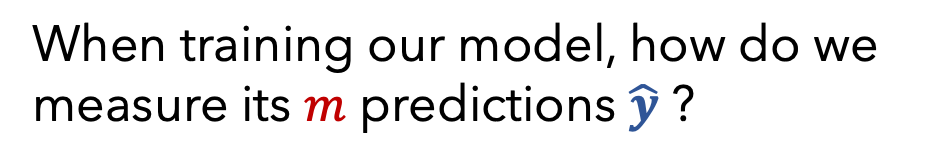 When training our model, how do we
measure its m predictions ŷ ?